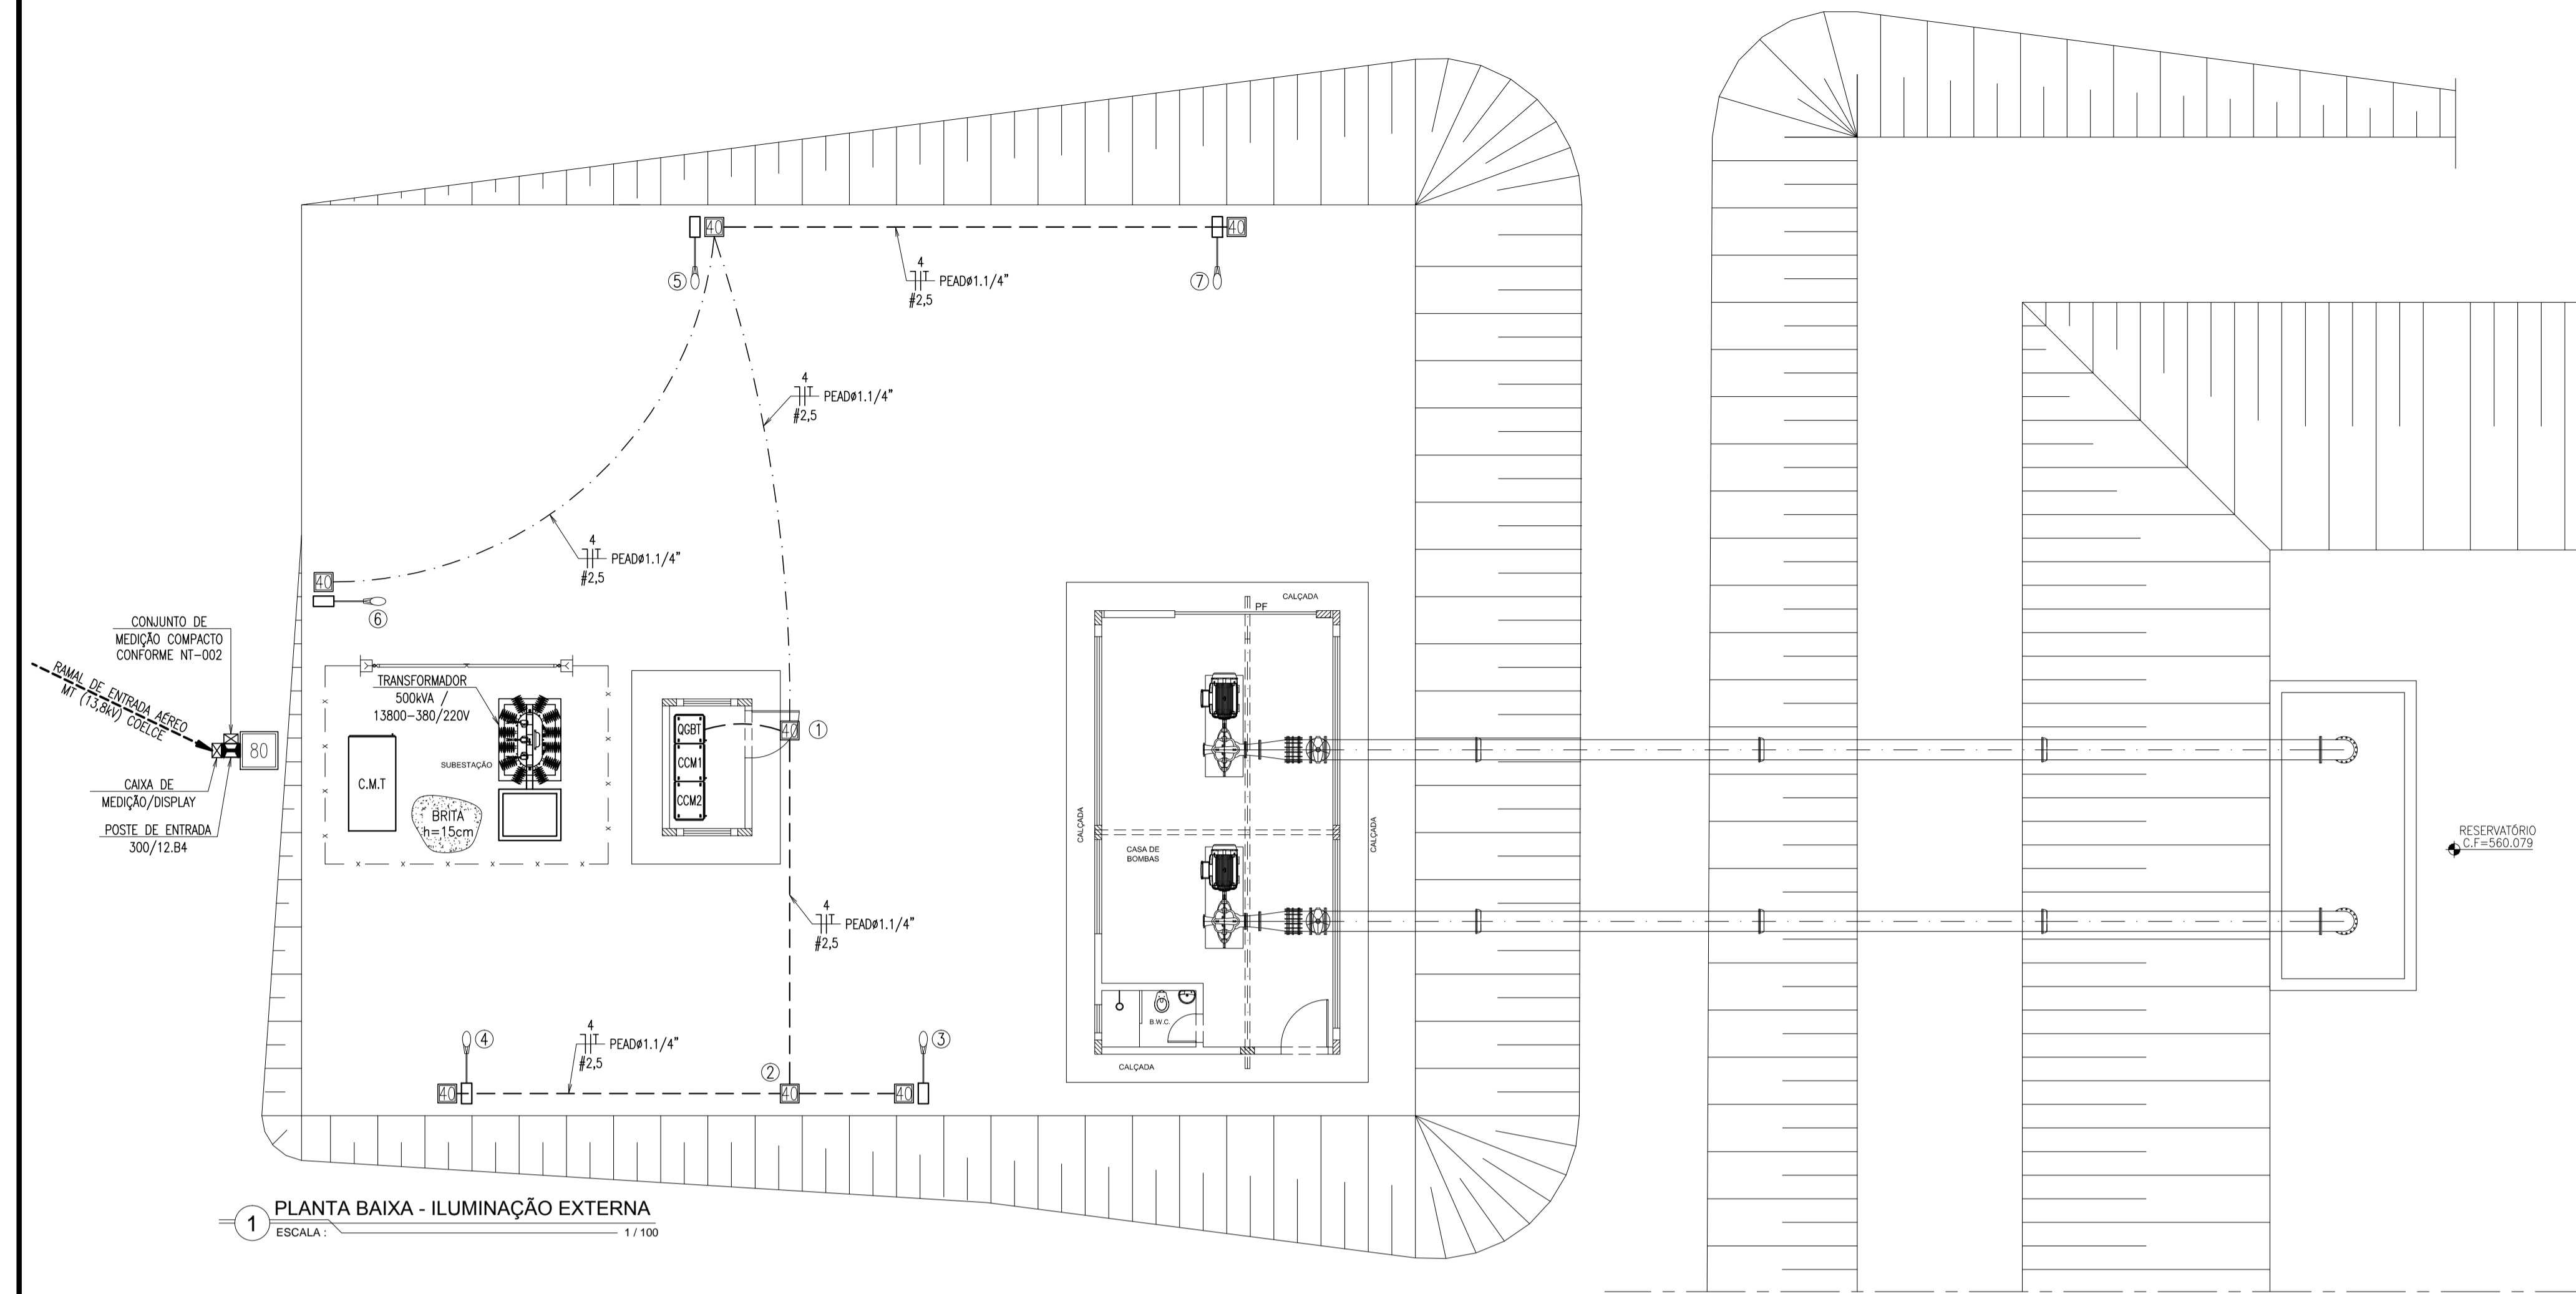 40
40
⑤
⑦
4
T
PEADø1.1/4"
#2,5
4
T
PEADø1.1/4"
#2,5
4
T
PEADø1.1/4"
#2,5
40
⑥
CONJUNTO DE
MEDIÇÃO COMPACTO
CONFORME NT-002
RAMAL DE ENTRADA AÉREO
MT (13,8kV) COELCE
80
CAIXA DE
MEDIÇÃO/DISPLAY
POSTE DE ENTRADA
300/12.B4
TRANSFORMADOR
500kVA /
13800-380/220V
SUBESTAÇÃO
C.M.T
BRITA
h=15cm
QGBT
CCM1
CCM2
40
①
PF
CALÇADA
CALÇADA
CALÇADA
CASA DE
BOMBAS
B.W.C.
CALÇADA
RESERVATÓRIO
C.F=560.079
4
T
PEADø1.1/4"
#2,5
④
③
4
T
PEADø1.1/4"
#2,5
②
40
40
40
1
PLANTA BAIXA - ILUMINAÇÃO EXTERNA
ESCALA : 1 / 100